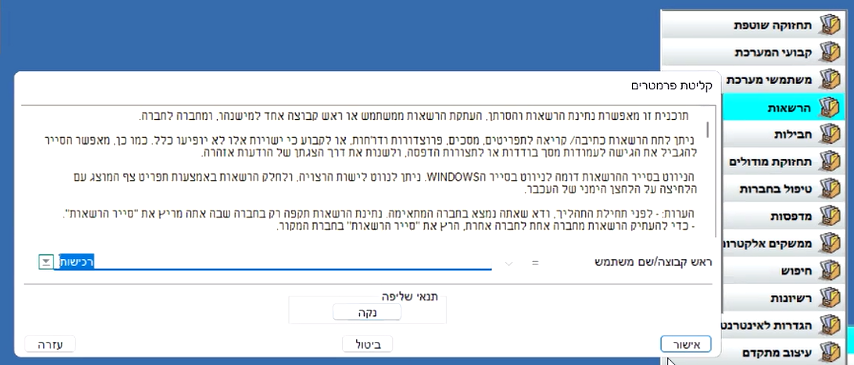 תחזוקה שוטפת
קבועי המערכת
משתמשי מערכת
הרשאות
חבילות
תחזוקת מודולים
טיפול בחברות
מדפסות
ממשקים אלקטרונ
חיפוש
רשיונות
הגדרות לאינטרנט
עיצוב מתקדם
קליטת פרמטרים
תרכנית זו מאפשרת נתינת הרשאות והסרתן, העתקת הרשאות ממשתמש או ראש קבוצה אחד למישנהו, ומחברה לחברה.
ניתן לתת הרשאות כתיבה/ קריאה לתפריטים, מסכים, פרוצדורות ודוחות, או לקבוע כי ישויות אלו לא יופיעו כלל. כמו כן, מאפשר הסייר
להגביל את הגישה לעמודות מסך בודדות או לתצורות הדפסה, ולשנות את דרך הצגתן של הודעות אזהרה.
הניווט בסייר ההרשאות דומה לניווט בסייר הWINDOWS. ניתן לנווט לישות הרצויה, ולחלק הרשאות באמצעות תפריט צף המוצג עם
הלחיצה על הלחצן הימני של העכבר.
הערות: - לפני תחילת התהליך, ודא שאתה נמצא בחברה המתאימה. נתינת הרשאות תקפה רק בחברה שבה אתה מריץ את "סייר הרשאות".
- כדי להעתיק הרשאות מחברה אחת לחברה אחרת, הרץ את "סייר הרשאות" בחברת המקור.
ראש קבוצה/שם משתמש = רכישות
תנאי שליפה
נקה
אישור ביטול עזרה